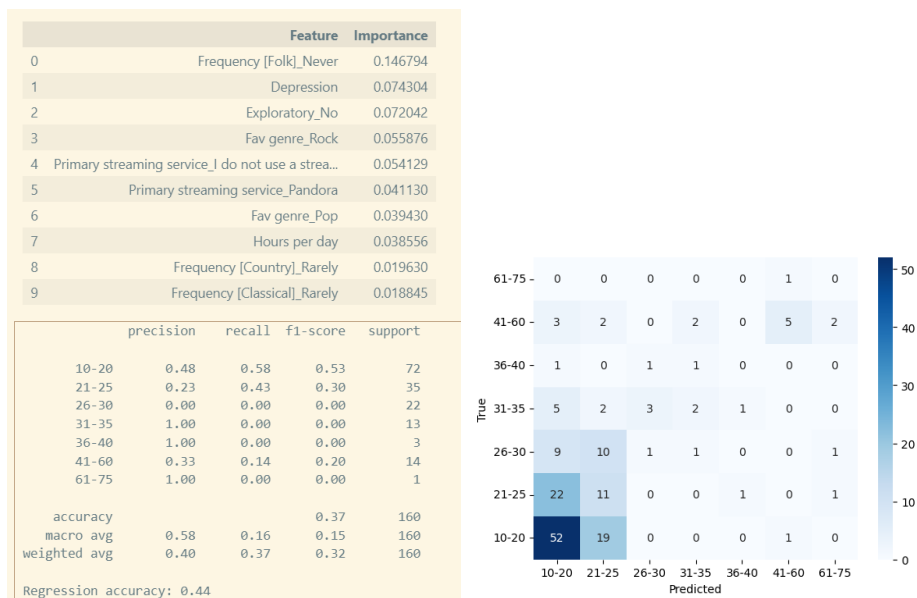 Feature Importance
0 Frequency [Folk]_Never 0.146794
1 Depression 0.074304
2 Exploratory_No 0.072042
3 Fav genre_Rock 0.055876
4 Primary streaming service_I do not use a strea... 0.054129
5 Primary streaming service_Pandora 0.041130
6 Fav genre_Pop 0.039430
7 Hours per day 0.038556
8 Frequency [Country]_Rarely 0.019630
9 Frequency [Classical]_Rarely 0.018845
precision recall f1-score support
10-20 0.48 0.58 0.53 72
21-25 0.23 0.43 0.30 35
26-30 0.00 0.00 0.00 22
31-35 1.00 0.00 0.00 13
36-40 1.00 0.00 0.00 3
41-60 0.33 0.14 0.20 14
61-75 1.00 0.00 0.00 1
accuracy 0.37 160
macro avg 0.58 0.16 0.15 160
weighted avg 0.40 0.37 0.32 160
Regression accuracy: 0.44
True
61-75 0 0 0 0 0 1 0
41-60 3 2 0 2 0 5 2
36-40 1 0 1 1 0 0 0
31-35 5 2 3 2 1 0 0
26-30 9 10 1 1 0 0 1
21-25 22 11 0 0 1 0 1
10-20 52 19 0 0 0 1 0
10-20 21-25 26-30 31-35 36-40 41-60 61-75
Predicted
50
40
30
20
10
0